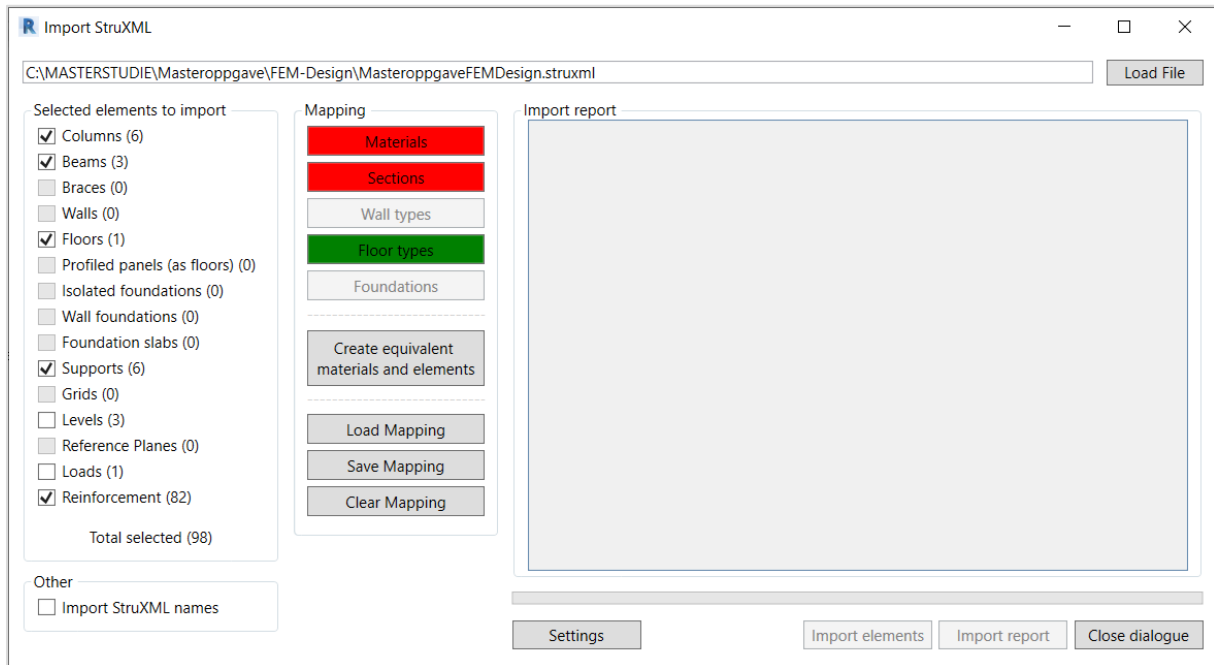 R Import StruXML
C:\MASTERSTUDIE\Masteroppgave\FEM-Design\MasteroppgaveFEMDesign.struxml
Load File
Selected elements to import
Columns (6)
Beams (3)
Braces (0)
Walls (0)
Floors (1)
Profiled panels (as floors) (0)
Isolated foundations (0)
Wall foundations (0)
Foundation slabs (0)
Supports (6)
Grids (0)
Levels (3)
Reference Planes (0)
Loads (1)
Reinforcement (82)
Total selected (98)
Other
Import StruXML names
Mapping
Materials
Sections
Wall types
Floor types
Foundations
Create equivalent
materials and elements
Load Mapping
Save Mapping
Clear Mapping
Import report
Settings
Import elements
Import report
Close dialogue